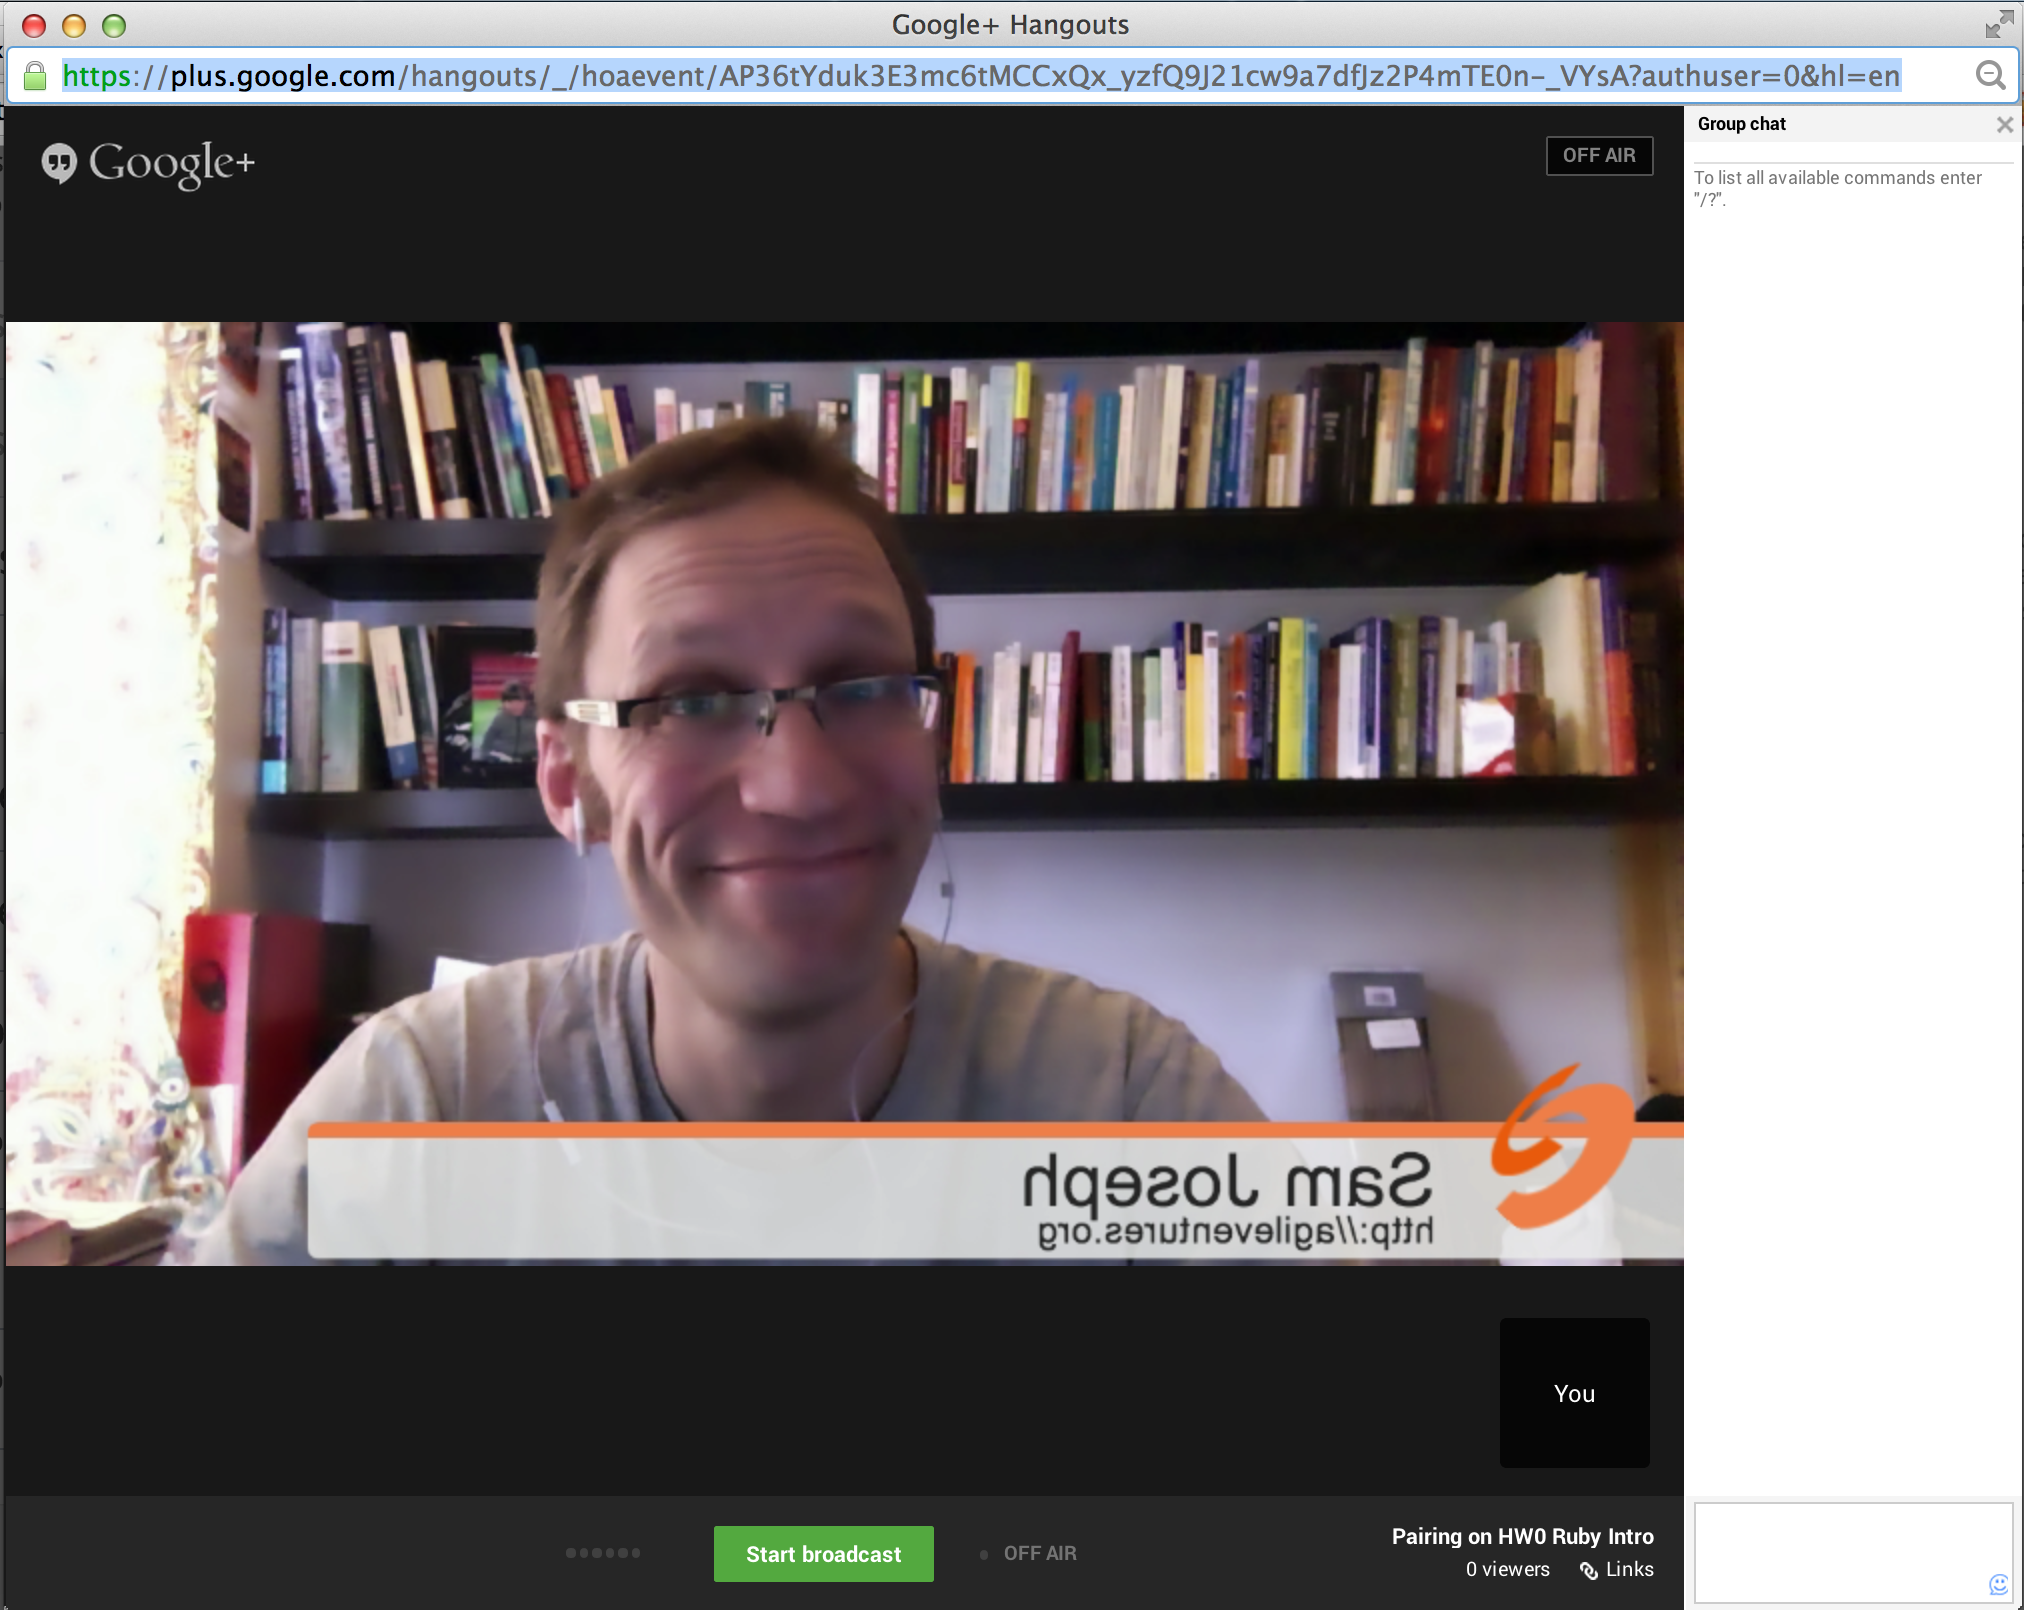 Google+ Hangouts
https://plus.google.com/hangouts/_/hoaevent/AP36tYduk3E3mc6tMCCxQx_yzfQ9J21cw9a7dfJz2P4mTE0n-_VYsA?authuser=0&hl=en
Google+
OFF AIR
Group chat
To list all available commands enter
"/?".
Sam Joseph
http://agileventures.org
You
Start broadcast
OFF AIR
Pairing on HW0 Ruby Intro
0 viewers Links